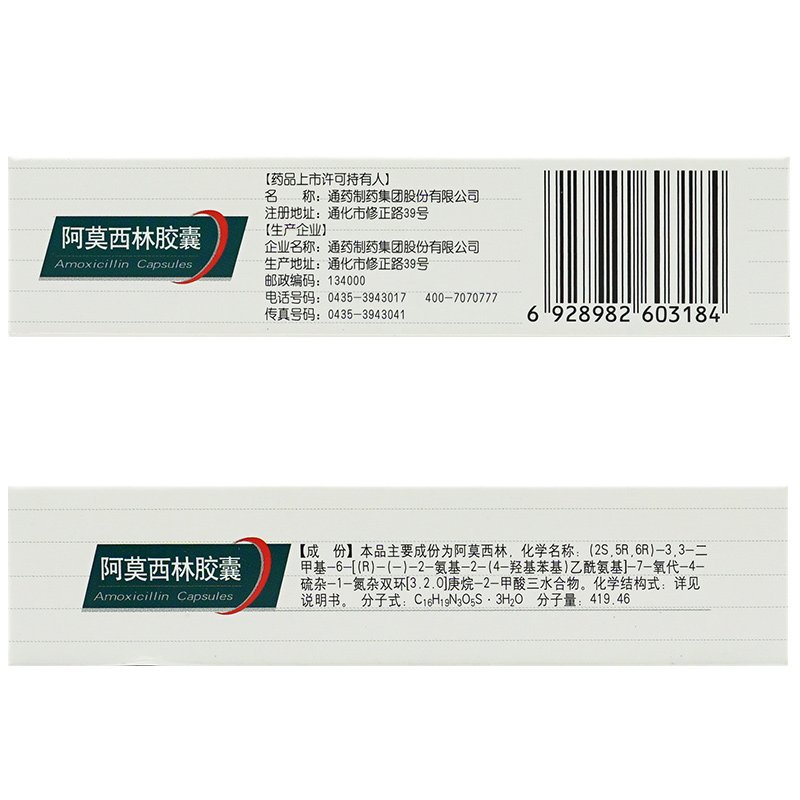 阿莫西林胶囊
Amoxicillin Capsules
【药品上市许可持有人】
名 称：通药制药集团股份有限公司
注册地址：通化市修正路39号
【生产企业】
企业名称：通药制药集团股份有限公司
生产地址：通化市修正路39号
邮政编码：134000
电话号码：0435-3943017 400-7070777
传真号码：0435-3943041
6 928982 603184
阿莫西林胶囊
Amoxicillin Capsules
【成 份】本品主要成份为阿莫西林，化学名称：(2S,5R,6R)-3,3-二
甲基-6-[(R)-(-)-2-氨基-2-(4-羟基苯基)乙酰氨基]-7-氧代-4-
硫杂-1-氮杂双环[3.2.0]庚烷-2-甲酸三水合物。化学结构式：详见
说明书。 分子式：C₁₆H₁₉N₃O₅S·3H₂O 分子量：419.46